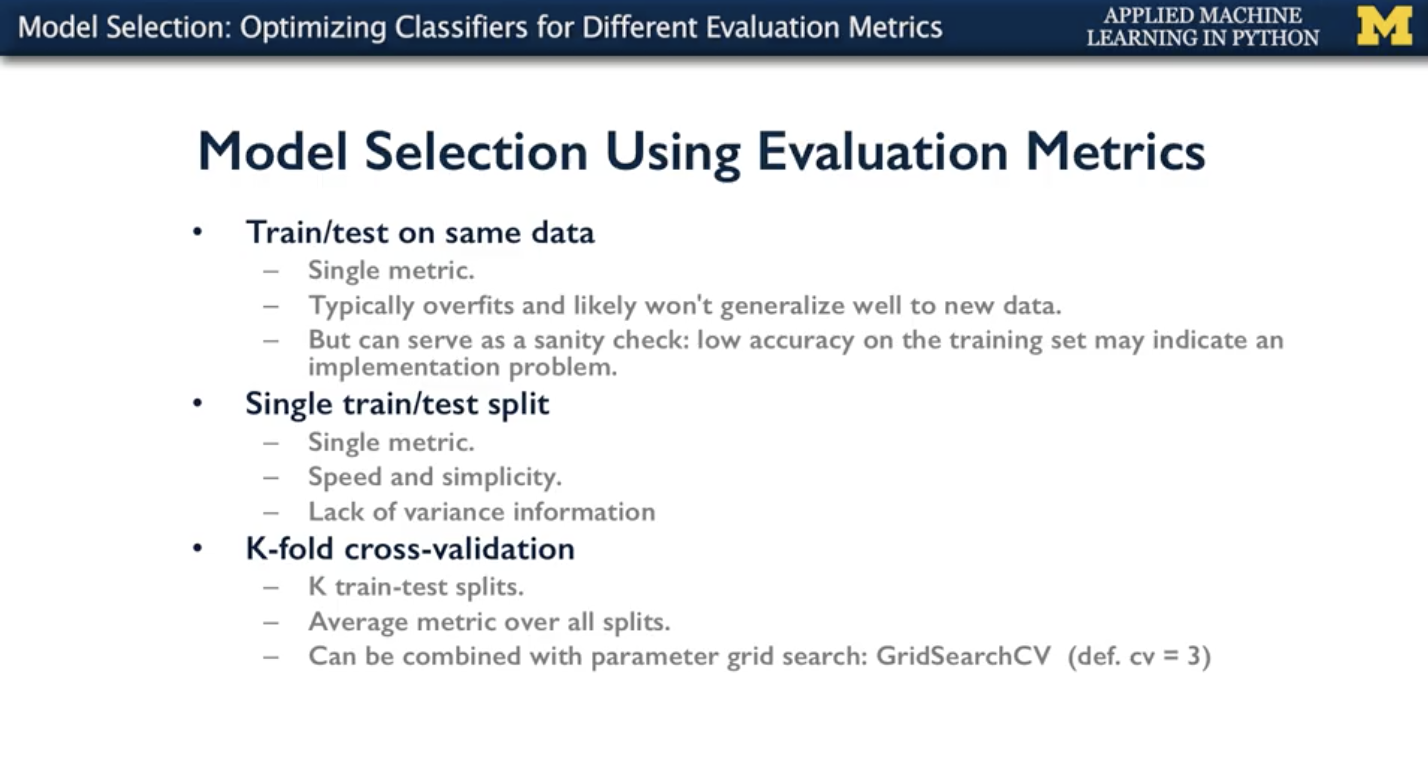 Model Selection: Optimizing Classifiers for Different Evaluation Metrics
APPLIED MACHINE
LEARNING IN PYTHON
M
Model Selection Using Evaluation Metrics
• Train/test on same data
– Single metric.
– Typically overfits and likely won't generalize well to new data.
– But can serve as a sanity check: low accuracy on the training set may indicate an
implementation problem.
• Single train/test split
– Single metric.
– Speed and simplicity.
– Lack of variance information
• K-fold cross-validation
– K train-test splits.
– Average metric over all splits.
– Can be combined with parameter grid search: GridSearchCV (def. cv = 3)